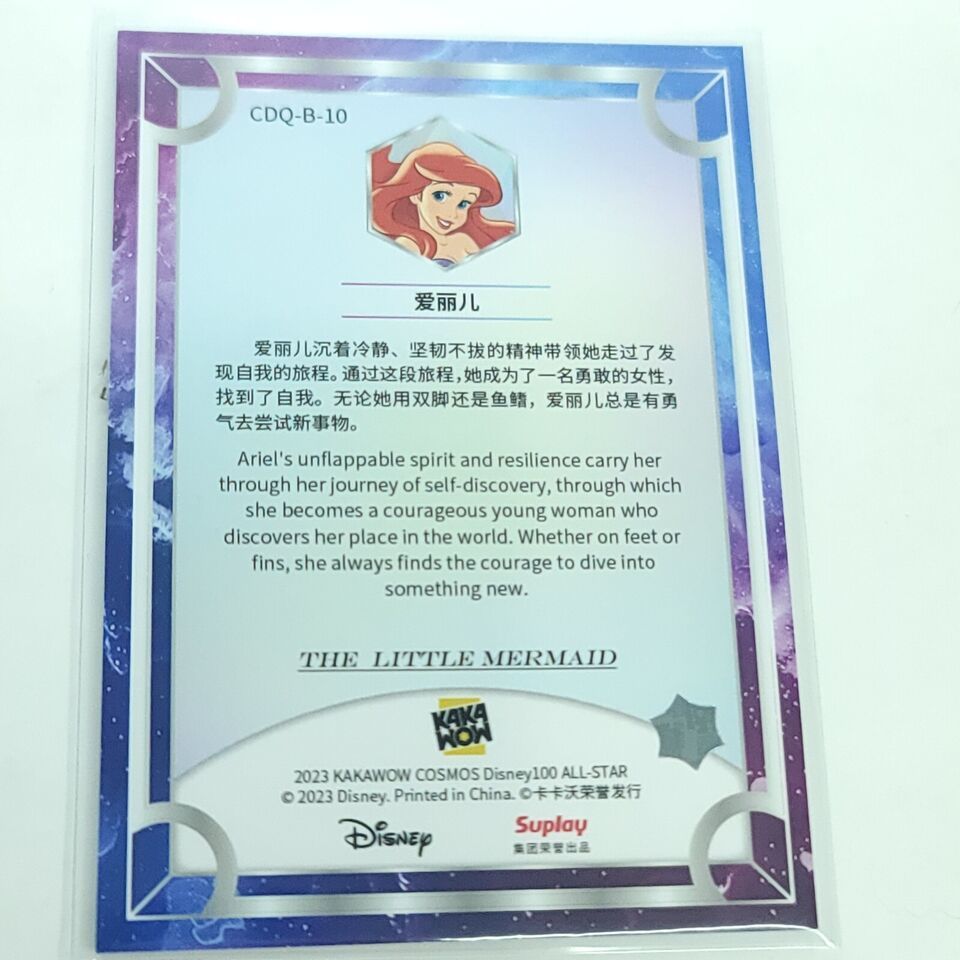 CDQ-B-10
爱丽儿
爱丽儿沉着冷静、坚韧不拔的精神带领她走过了发
现自我的旅程。通过这段旅程,她成为了一名勇敢的女性,
找到了自我。无论她用双脚还是鱼鳍，爱丽儿总是有勇
气去尝试新事物。
Ariel's unflappable spirit and resilience carry her
through her journey of self-discovery, through which
she becomes a courageous young woman who
discovers her place in the world. Whether on feet or
fins, she always finds the courage to dive into
something new.
THE LITTLE MERMAID
KAKA
WOW
2023 KAKAWOW COSMOS Disney100 ALL-STAR
© 2023 Disney. Printed in China. ©卡卡沃荣誉发行
Disney
Suplay
集团荣誉出品